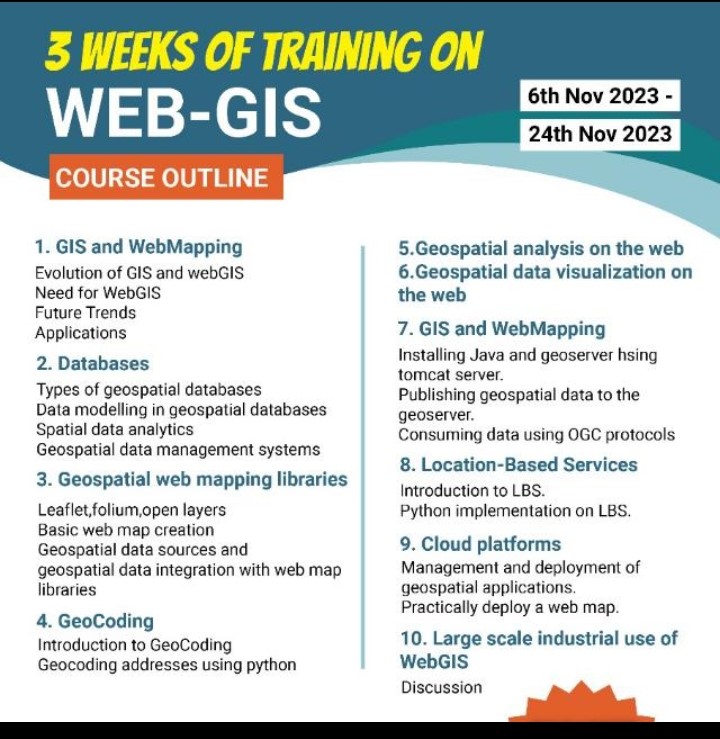 3 WEEKS OF TRAINING ON
WEB-GIS
6th Nov 2023 -
24th Nov 2023
COURSE OUTLINE
1. GIS and WebMapping
Evolution of GIS and webGIS
Need for WebGIS
Future Trends
Applications
2. Databases
Types of geospatial databases
Data modelling in geospatial databases
Spatial data analytics
Geospatial data management systems
3. Geospatial web mapping libraries
Leaflet,folium,open layers
Basic web map creation
Geospatial data sources and
geospatial data integration with web map
libraries
4. GeoCoding
Introduction to GeoCoding
Geocoding addresses using python
5.Geospatial analysis on the web
6.Geospatial data visualization on
the web
7. GIS and WebMapping
Installing Java and geoserver hsing
tomcat server.
Publishing geospatial data to the
geoserver.
Consuming data using OGC protocols
8. Location-Based Services
Introduction to LBS.
Python implementation on LBS.
9. Cloud platforms
Management and deployment of
geospatial applications.
Practically deploy a web map.
10. Large scale industrial use of
WebGIS
Discussion